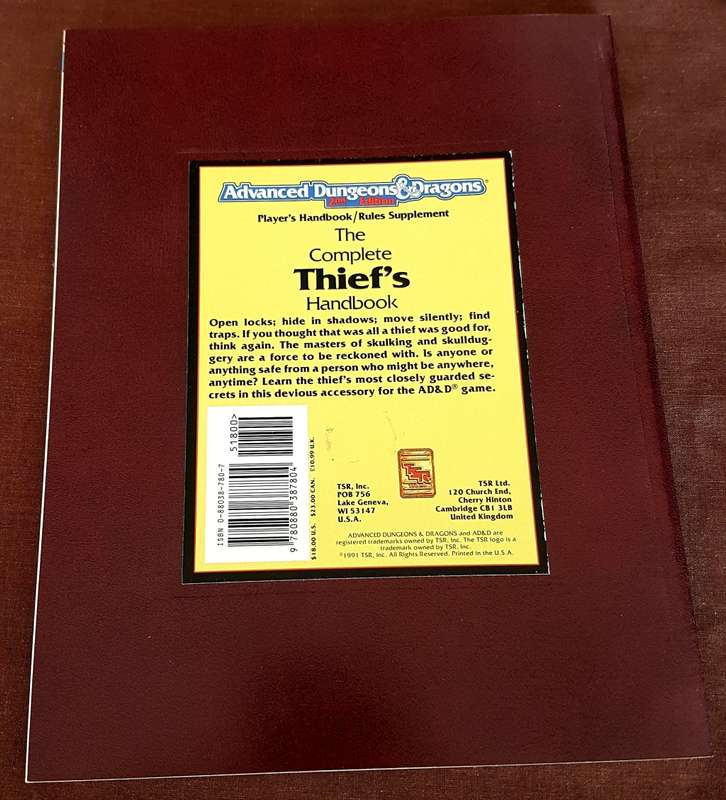 Advanced Dungeons & Dragons®
2nd Edition
Player's Handbook/Rules Supplement
The
Complete
Thief's
Handbook
Open locks; hide in shadows; move silently; find
traps. If you thought that was all a thief was good for,
think again. The masters of skulking and skulldug-
gery are a force to be reckoned with. Is anyone or
anything safe from a person who might be anywhere,
anytime? Learn the thief's most closely guarded se-
crets in this devious accessory for the AD&D® game.
51800>
ISBN 0-88038-780-7
9 780880 387804
$18.00 U.S. $23.00 CAN. £10.99 U.K.
TSR
TSR, Inc.
POB 756
Lake Geneva,
WI 53147
U.S.A.
TSR Ltd.
120 Church End,
Cherry Hinton
Cambridge CB1 3LB
United Kingdom
ADVANCED DUNGEONS & DRAGONS and AD&D are
registered trademarks owned by TSR, Inc. The TSR logo is a
trademark owned by TSR, Inc.
©1991 TSR, Inc. All Rights Reserved. Printed in the U.S.A.